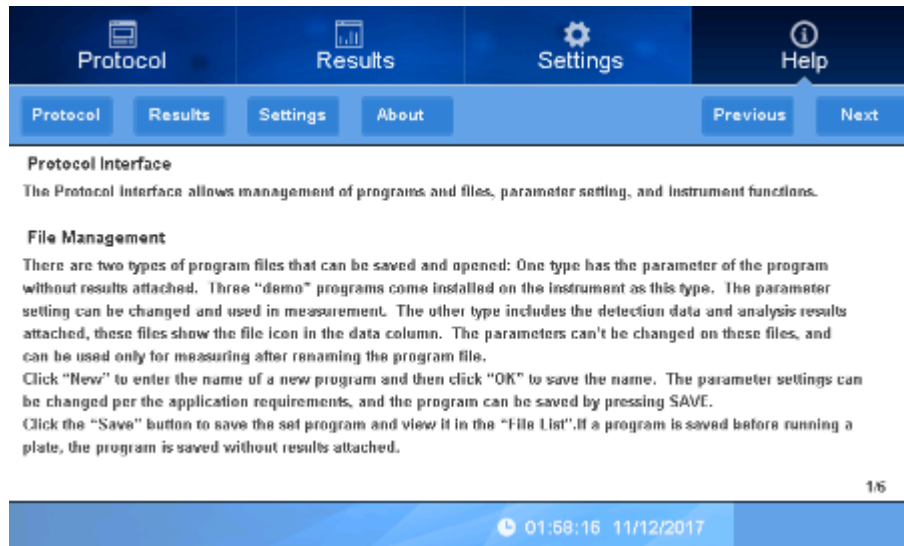 Protocol
Results
Settings
Help
Protocol
Results
Settings
About
Previous
Next
Protocol Interface
The Protocol interface allows management of programs and files, parameter setting, and instrument functions.
File Management
There are two types of program files that can be saved and opened: One type has the parameter of the program
without results attached. Three “demo” programs come installed on the instrument as this type. The parameter
setting can be changed and used in measurement. The other type includes the detection data and analysis results
attached, these files show the file icon in the data column. The parameters can't be changed on these files, and
can be used only for measuring after renaming the program file.
Click “New” to enter the name of a new program and then click “OK” to save the name. The parameter settings can
be changed per the application requirements, and the program can be saved by pressing SAVE.
Click the “Save” button to save the set program and view it in the “File List”.If a program is saved before running a
plate, the program is saved without results attached.
1/6
01:58:16 11/12/2017